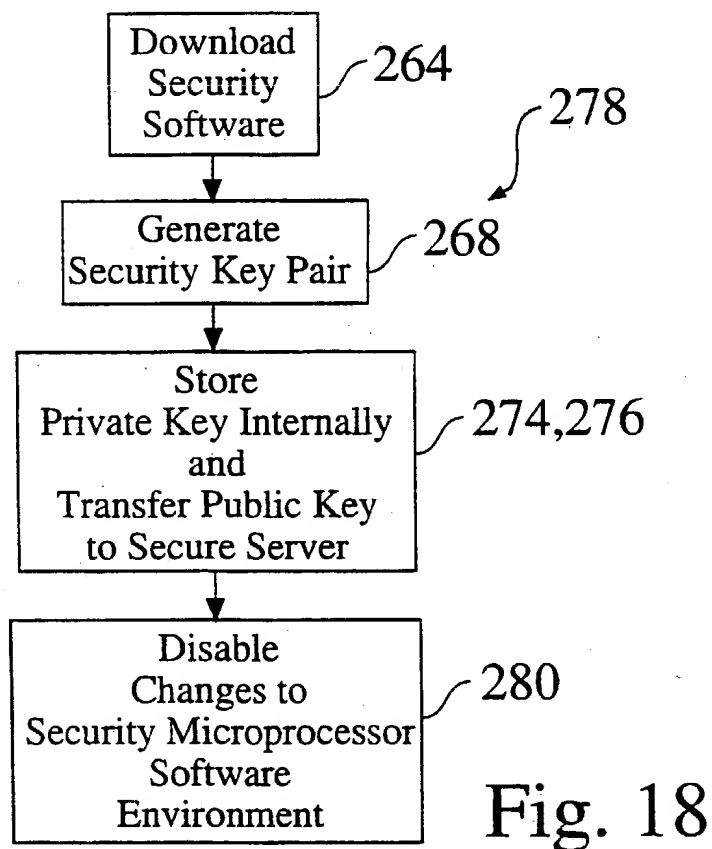 Download
Security
Software
264
278
Generate
Security Key Pair
268
Store
Private Key Internally
and
Transfer Public Key
to Secure Server
274,276
Disable
Changes to
Security Microprocessor
Software
Environment
280
Fig. 18